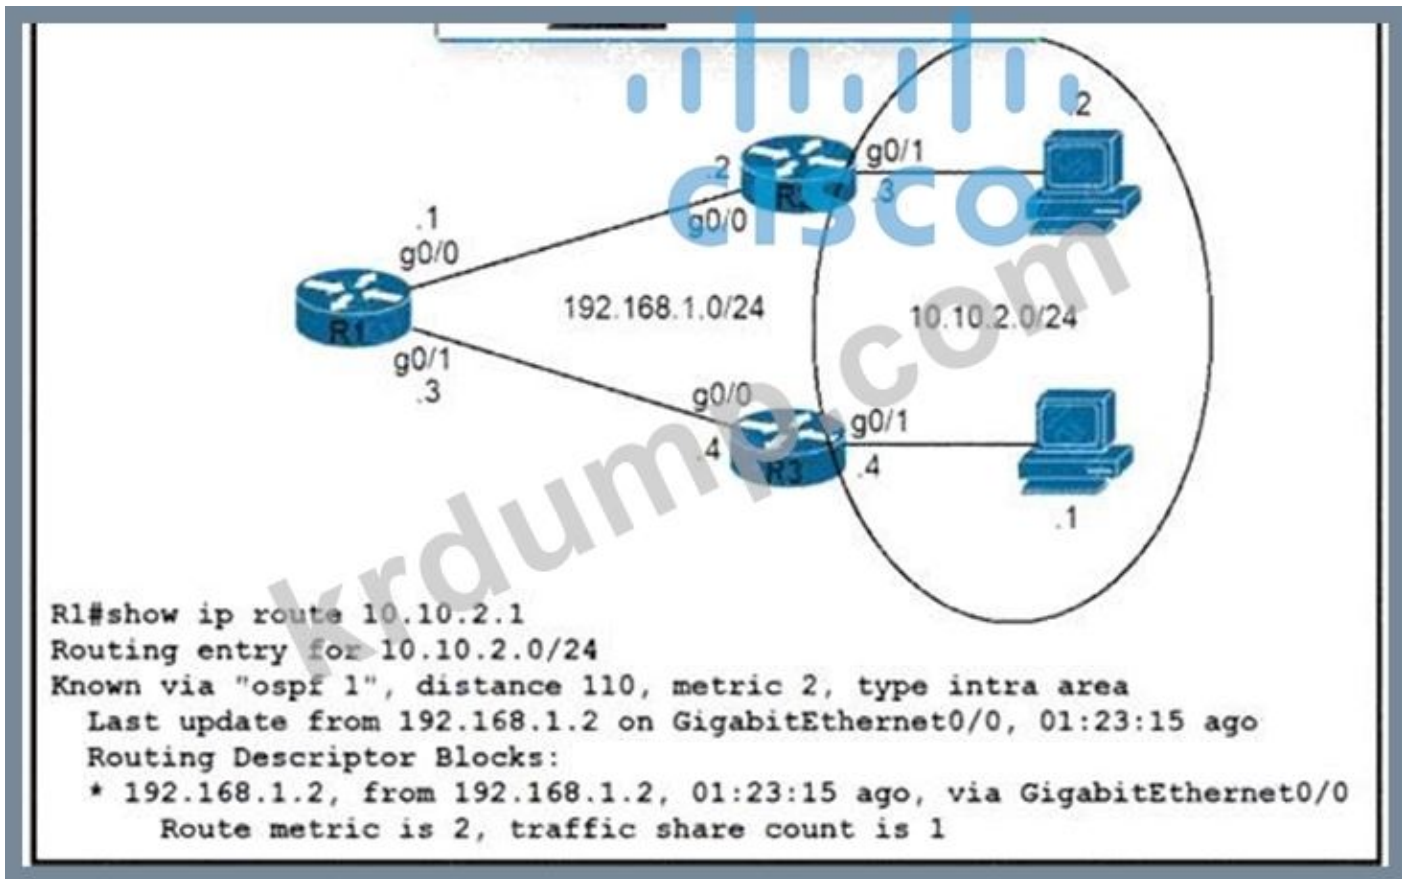 cisco
.2
g0/1
.2
.3
.1
g0/0
g0/0
192.168.1.0/24
10.10.2.0/24
R1
g0/1
.3
g0/0
g0/1
.4
R3
.4
.1
krdump.com
R1#show ip route 10.10.2.1
Routing entry for 10.10.2.0/24
Known via "ospf 1", distance 110, metric 2, type intra area
Last update from 192.168.1.2 on GigabitEthernet0/0, 01:23:15 ago
Routing Descriptor Blocks:
* 192.168.1.2, from 192.168.1.2, 01:23:15 ago, via GigabitEthernet0/0
Route metric is 2, traffic share count is 1